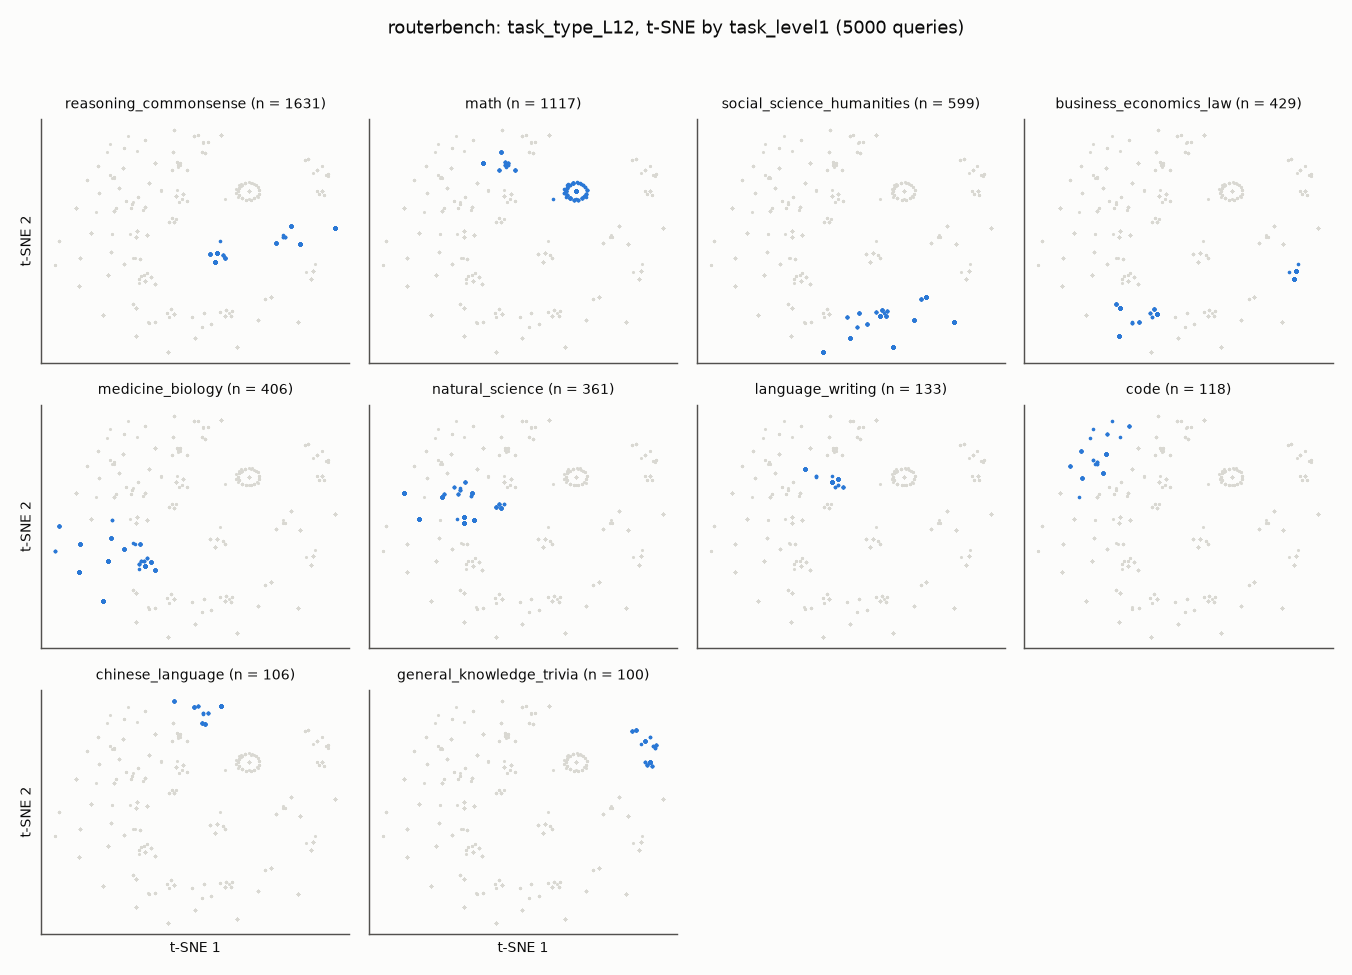 routerbench: task_type_L12, t-SNE by task_level1 (5000 queries)
reasoning_commonsense (n = 1631)
math (n = 1117)
social_science_humanities (n = 599)
business_economics_law (n = 429)
t-SNE 2
medicine_biology (n = 406)
natural_science (n = 361)
language_writing (n = 133)
code (n = 118)
t-SNE 2
chinese_language (n = 106)
general_knowledge_trivia (n = 100)
t-SNE 2
t-SNE 1
t-SNE 1